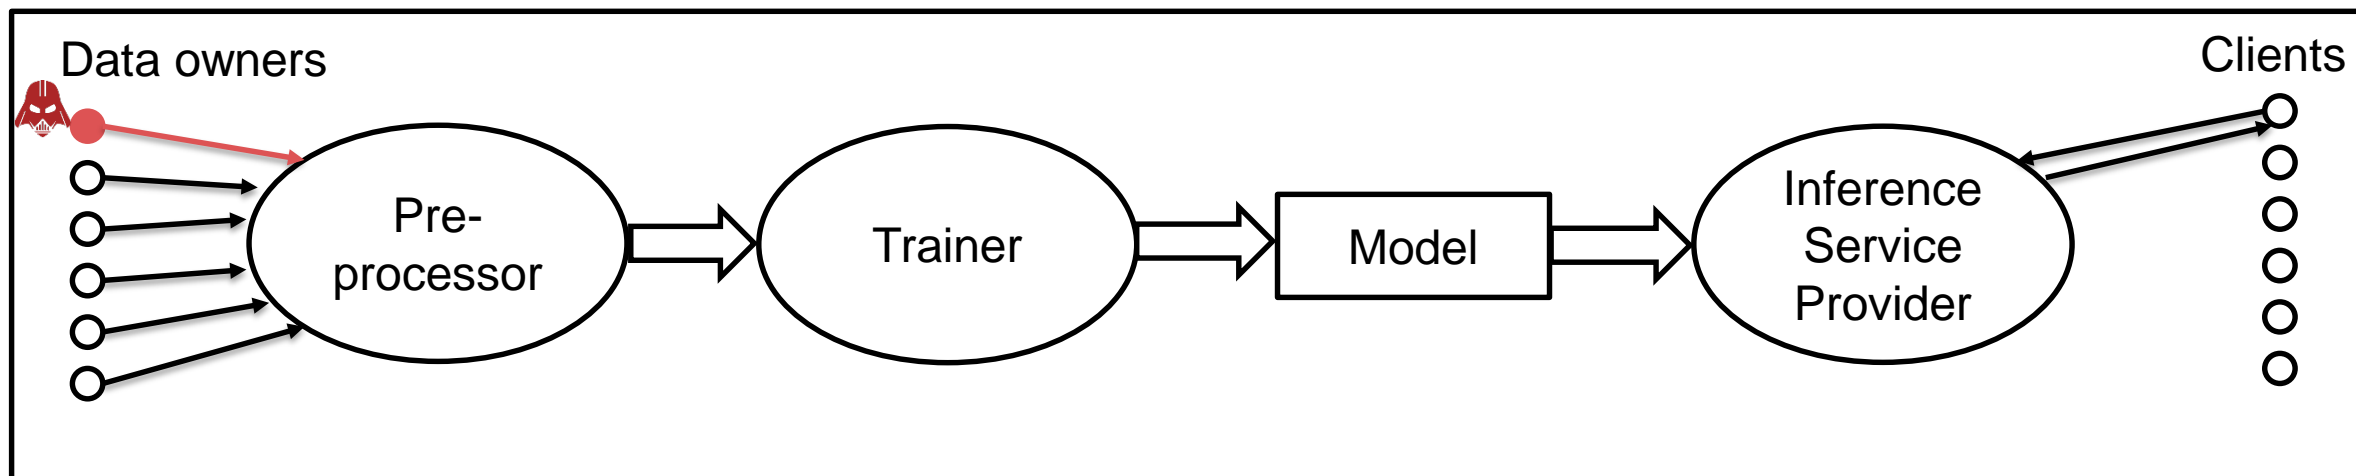 Data owners
Clients
Pre-
processor
Trainer
Model
Inference
Service
Provider